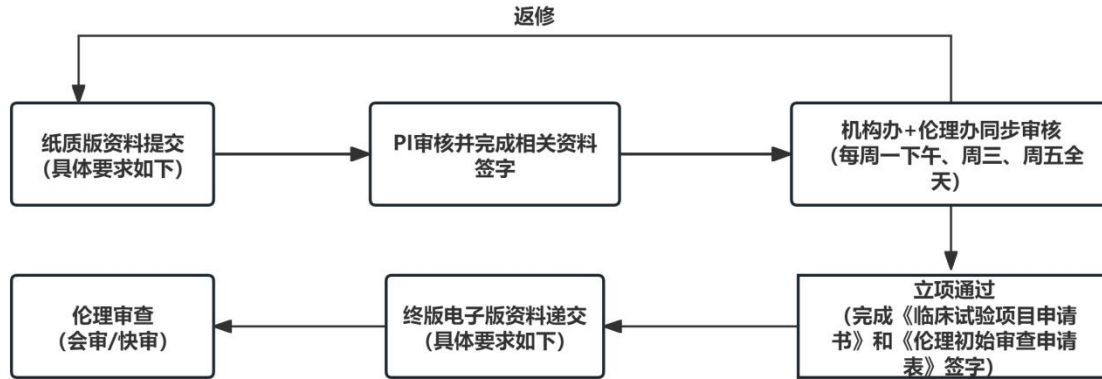 返修
纸质版资料提交
(具体要求如下)
PI审核并完成相关资料
签字
机构办+伦理办同步审核
(每周一下午、周三、周五全
天)
伦理审查
(会审/快审)
终版电子版资料递交
(具体要求如下)
立项通过
(完成《临床试验项目申请
书》和《伦理初始审查申请
表》签字)